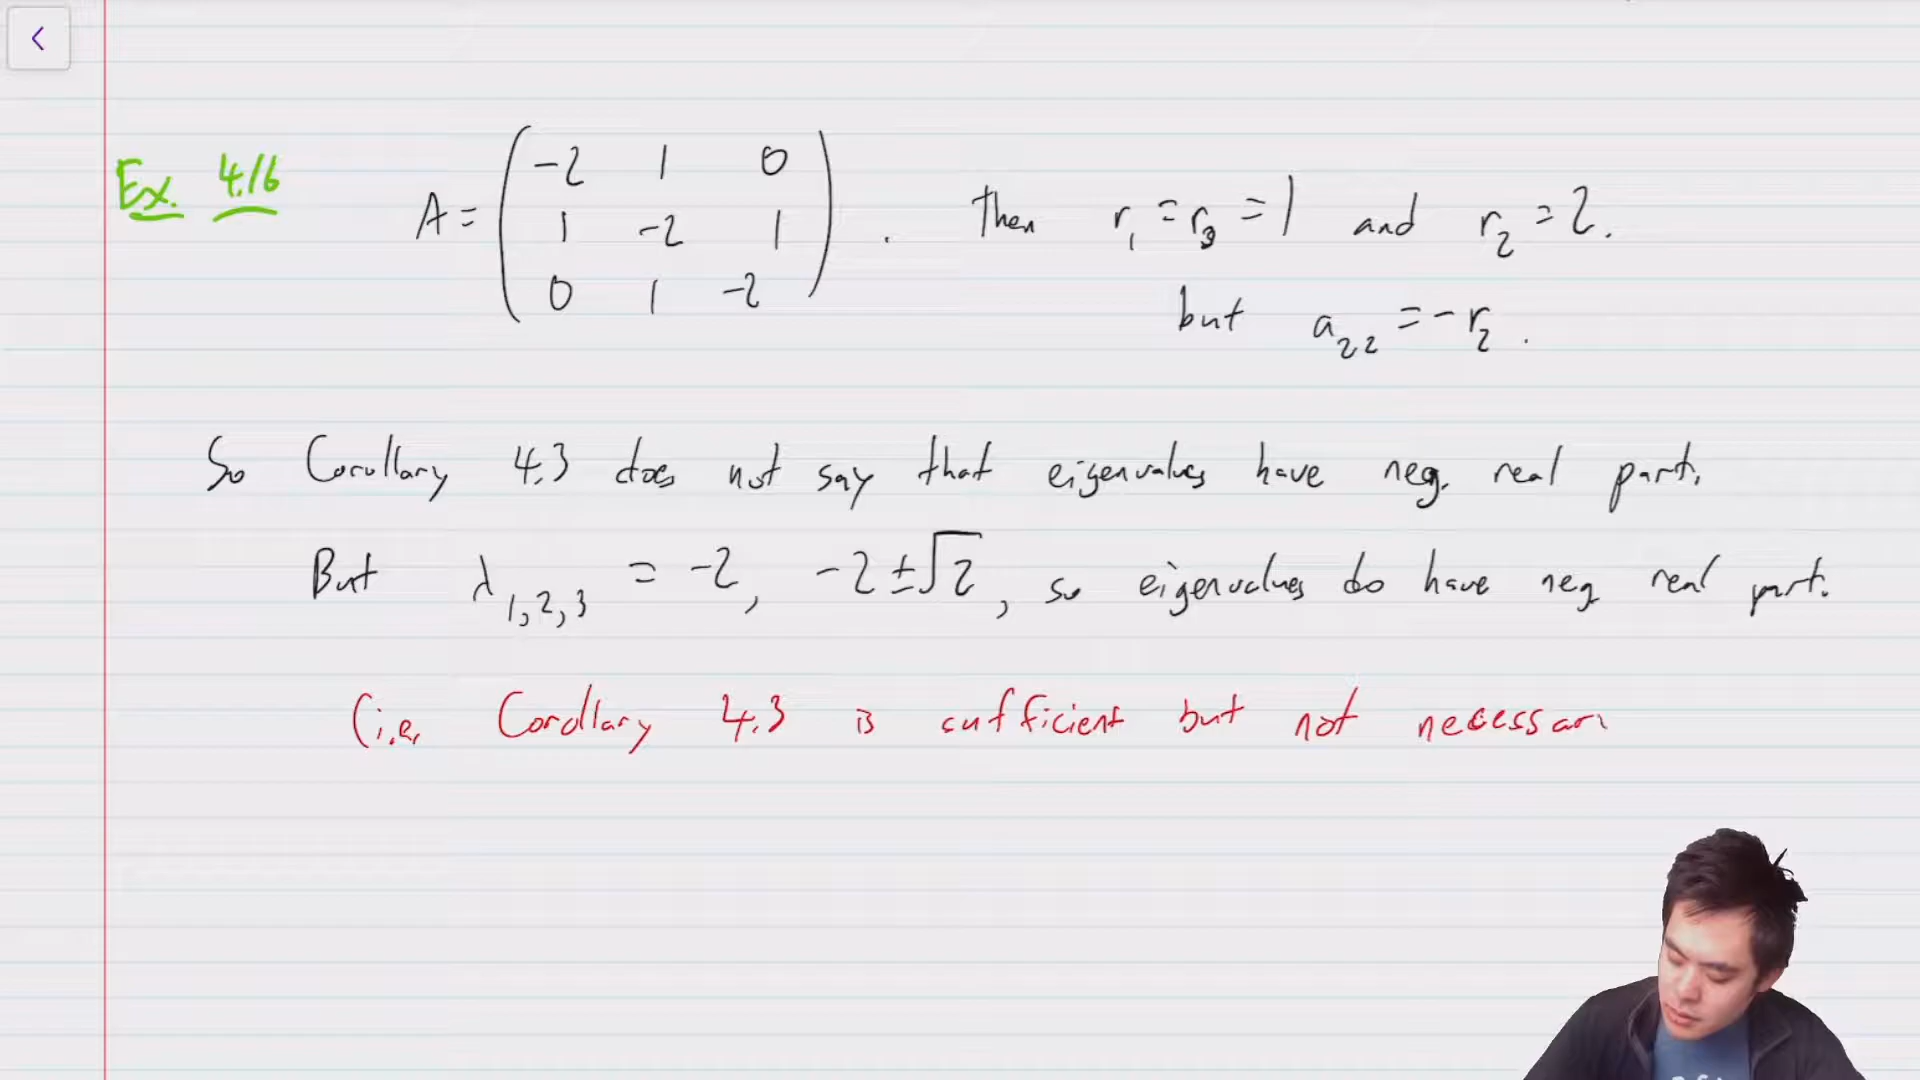 Ex. 4.16
A = ( -2 1 0
1 -2 1
0 1 -2 ) . Then r₁ = r₃ = 1 and r₂ = 2.
but a₂₂ = -r₂.
So Corollary 4.3 does not say that eigenvalues have neg. real part.
But λ₁,₂,₃ = -2, -2 ± √2, so eigenvalues do have neg real part.
(i.e. Corollary 4.3 is sufficient but not necessar